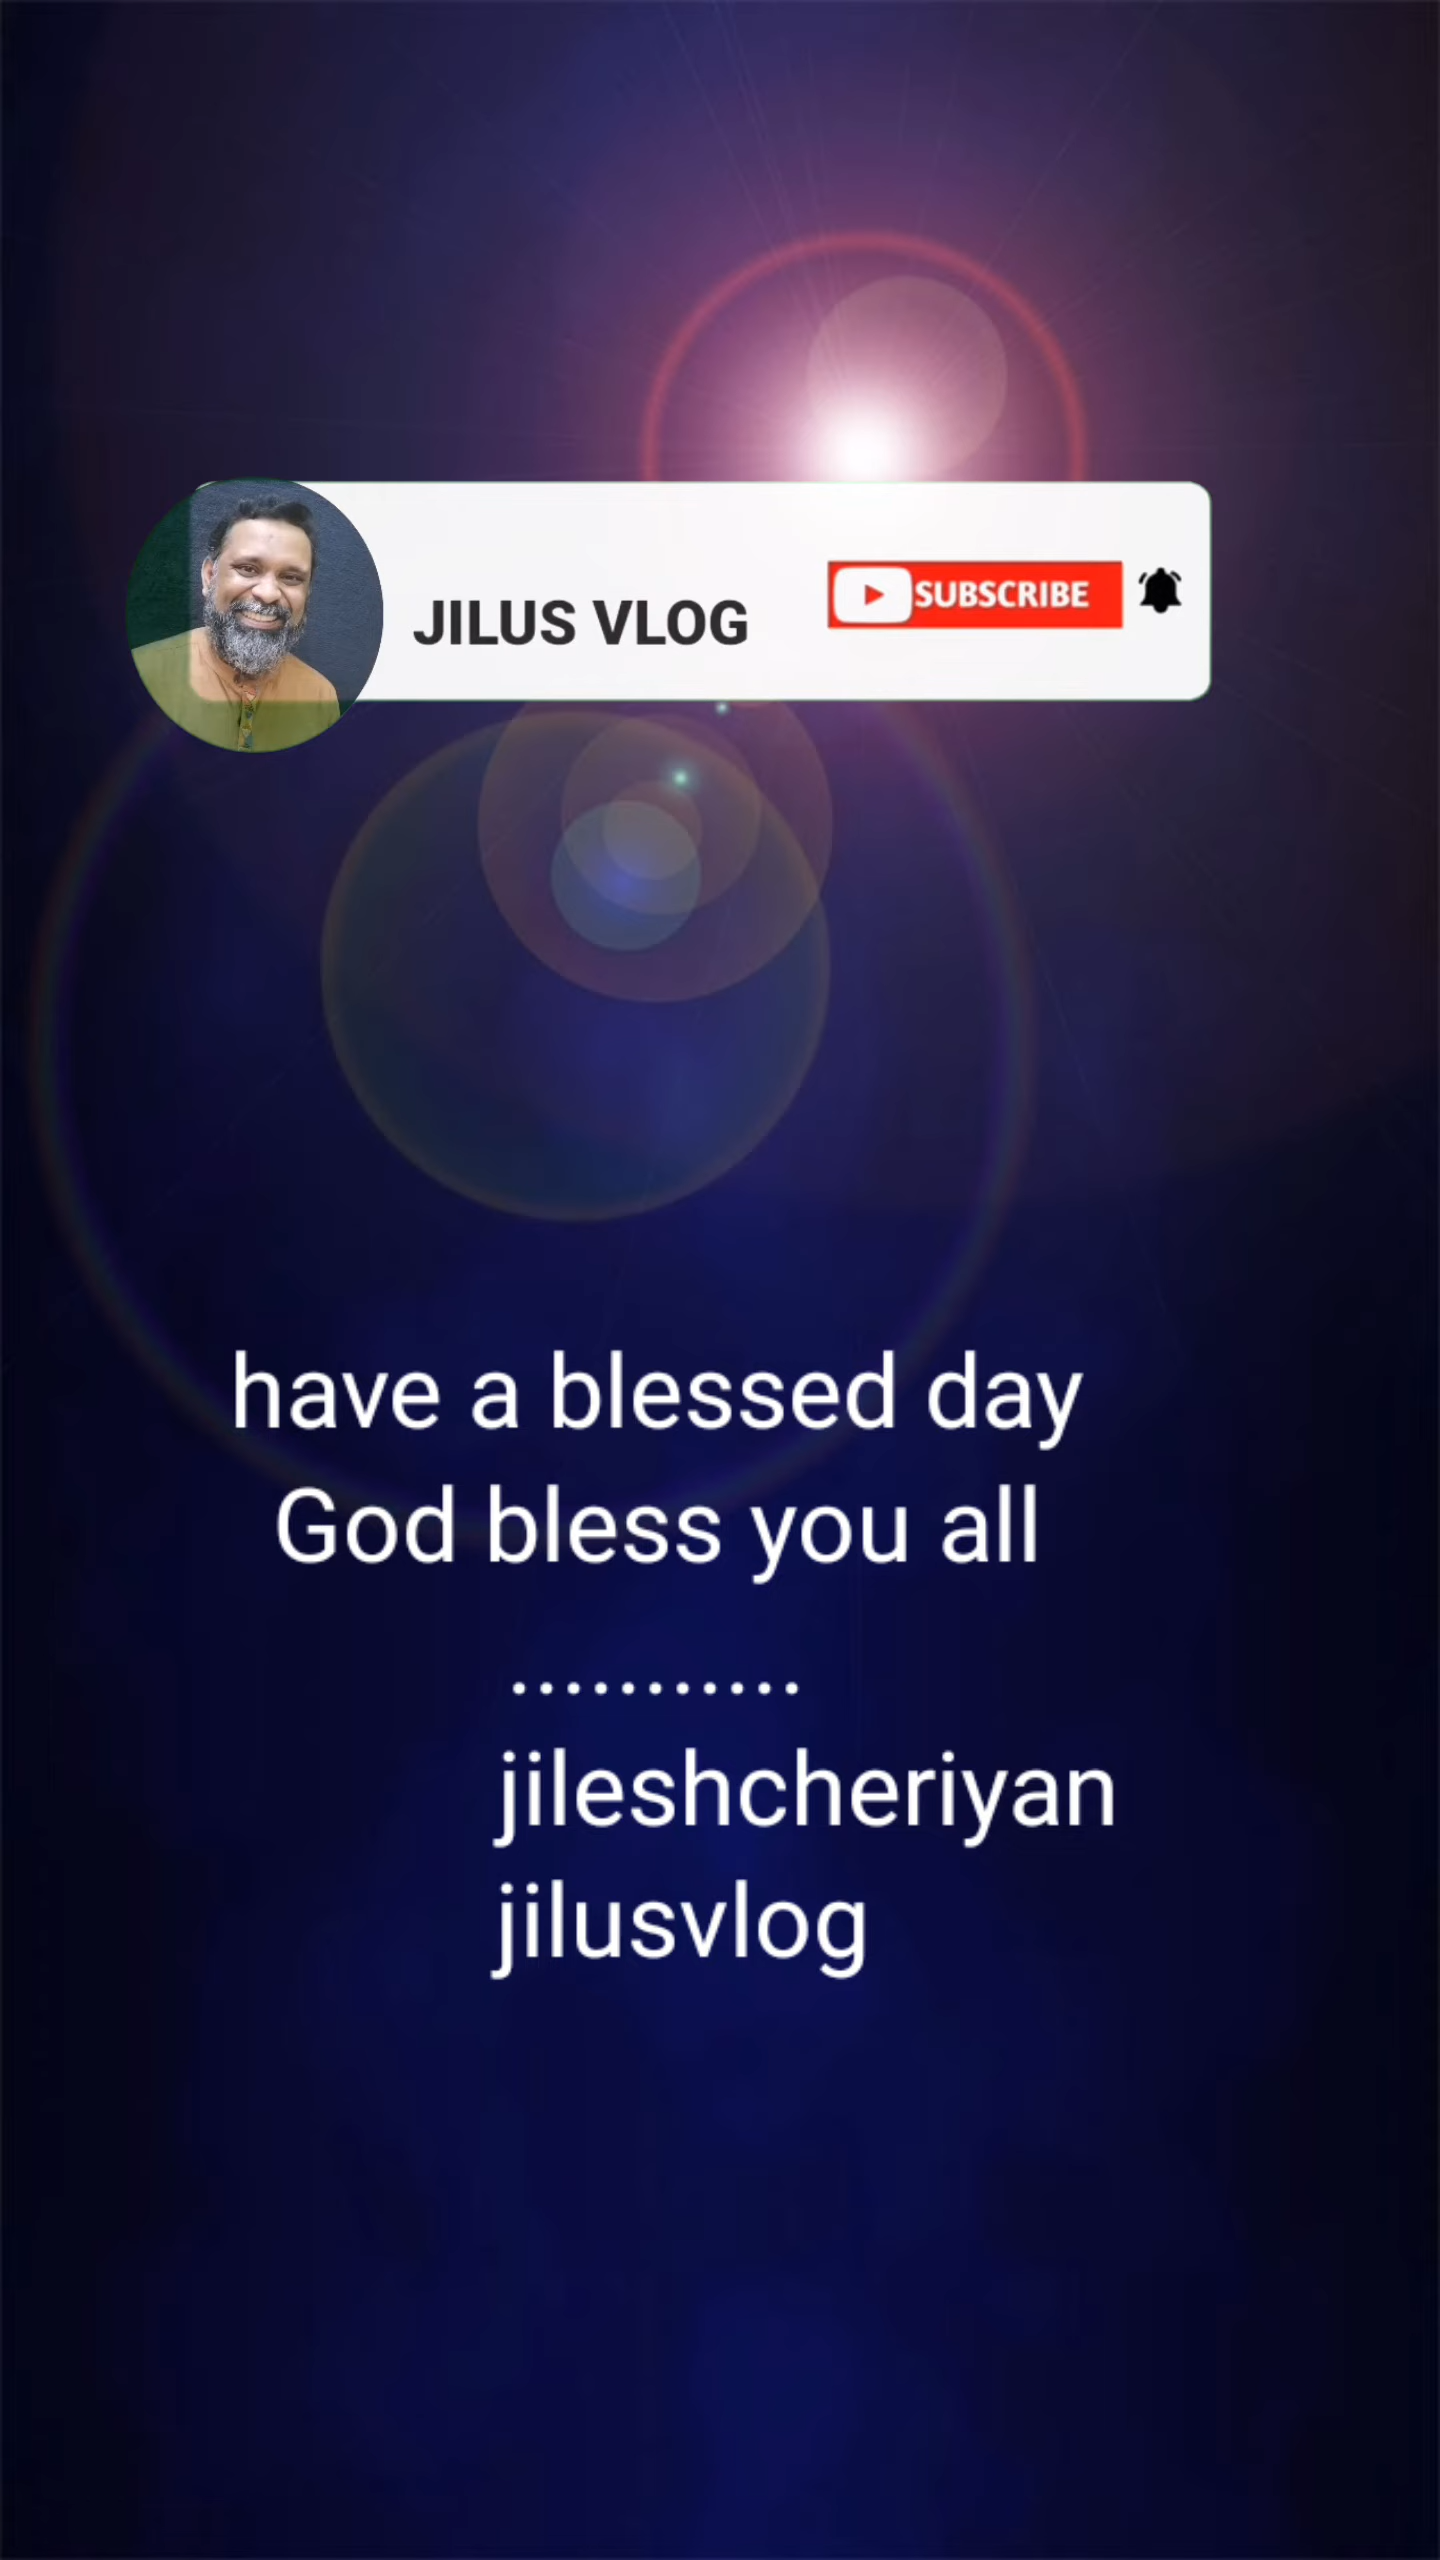 JILUS VLOG
SUBSCRIBE
have a blessed day
God bless you all
...........
jileshcheriyan
jilusvlog